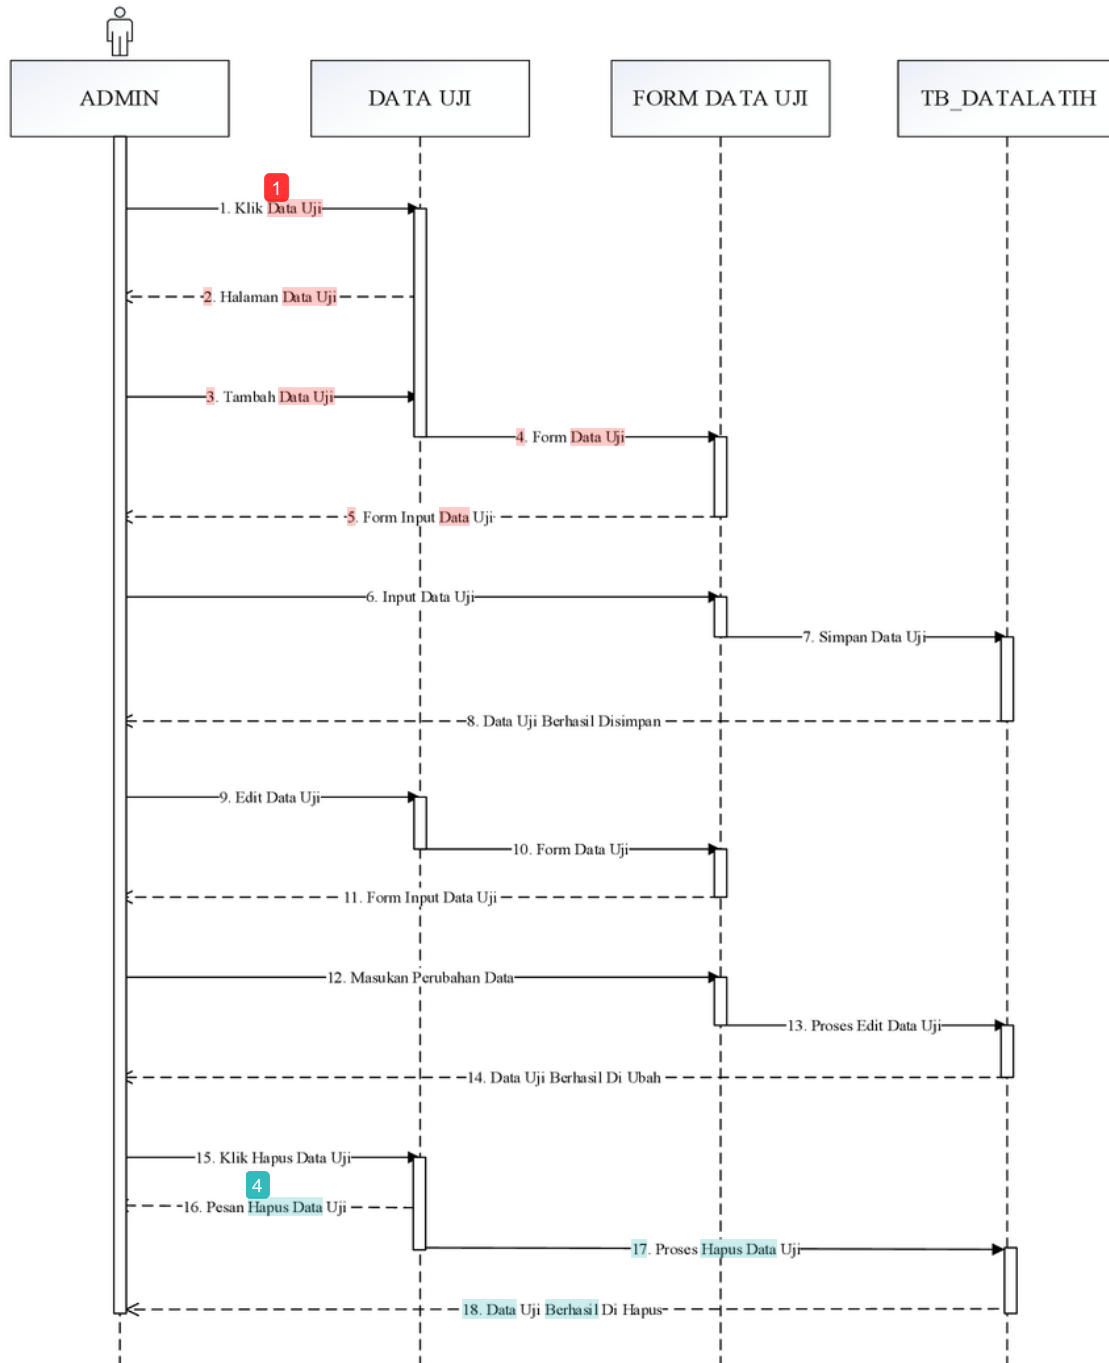 ADMIN
DATA UJI
FORM DATA UJI
TB_DATALATIH
1
1. Klik Data Uji
2. Halaman Data Uji
3. Tambah Data Uji
4. Form Data Uji
5. Form Input Data Uji
6. Input Data Uji
7. Simpan Data Uji
8. Data Uji Berhasil Disimpan
9. Edit Data Uji
10. Form Data Uji
11. Form Input Data Uji
12. Masukan Perubahan Data
13. Proses Edit Data Uji
14. Data Uji Berhasil Di Ubah
15. Klik Hapus Data Uji
4
16. Pesan Hapus Data Uji
17. Proses Hapus Data Uji
18. Data Uji Berhasil Di Hapus